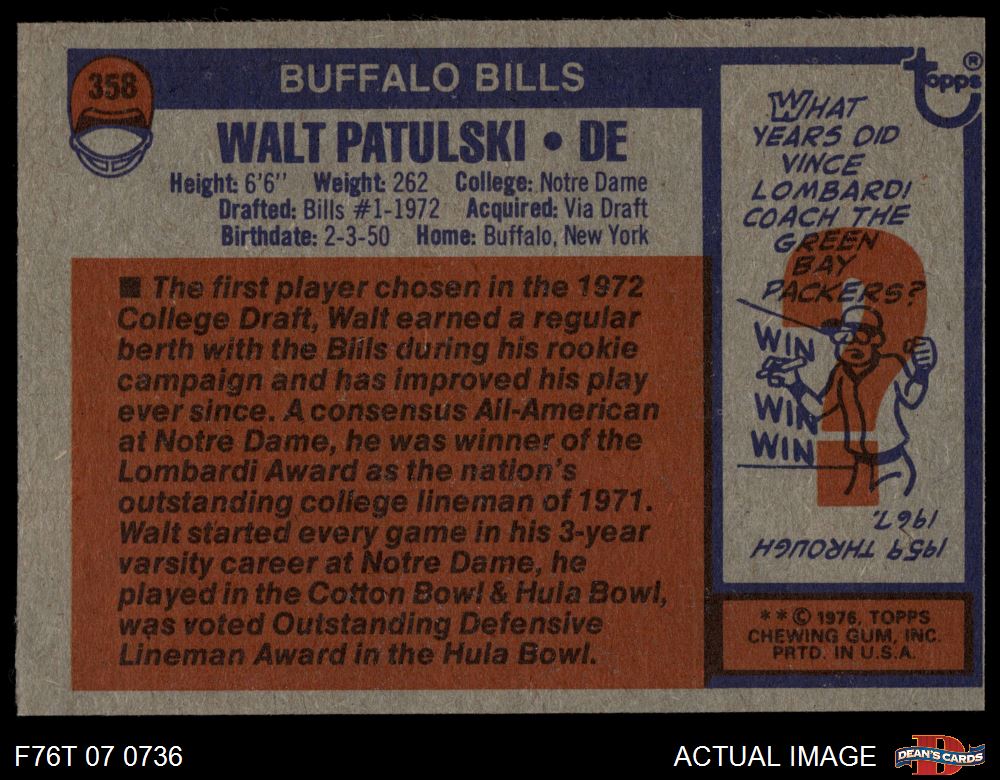 358
BUFFALO BILLS
WALT PATULSKI • DE
Height: 6'6" Weight: 262 College: Notre Dame
Drafted: Bills #1-1972 Acquired: Via Draft
Birthdate: 2-3-50 Home: Buffalo, New York
■ The first player chosen in the 1972
College Draft, Walt earned a regular
berth with the Bills during his rookie
campaign and has improved his play
ever since. A consensus All-American
at Notre Dame, he was winner of the
Lombardi Award as the nation's
outstanding college lineman of 1971.
Walt started every game in his 3-year
varsity career at Notre Dame, he
played in the Cotton Bowl & Hula Bowl,
was voted Outstanding Defensive
Lineman Award in the Hula Bowl.
topps®
WHAT
YEARS DID
VINCE
LOMBARDI
COACH THE
GREEN
BAY
PACKERS?
WIN
WIN
WIN
1959 THROUGH
1967.
**© 1976, TOPPS
CHEWING GUM, INC.
PRTD. IN U.S.A.
F76T 07 0736
ACTUAL IMAGE
DEAN'S CARDS